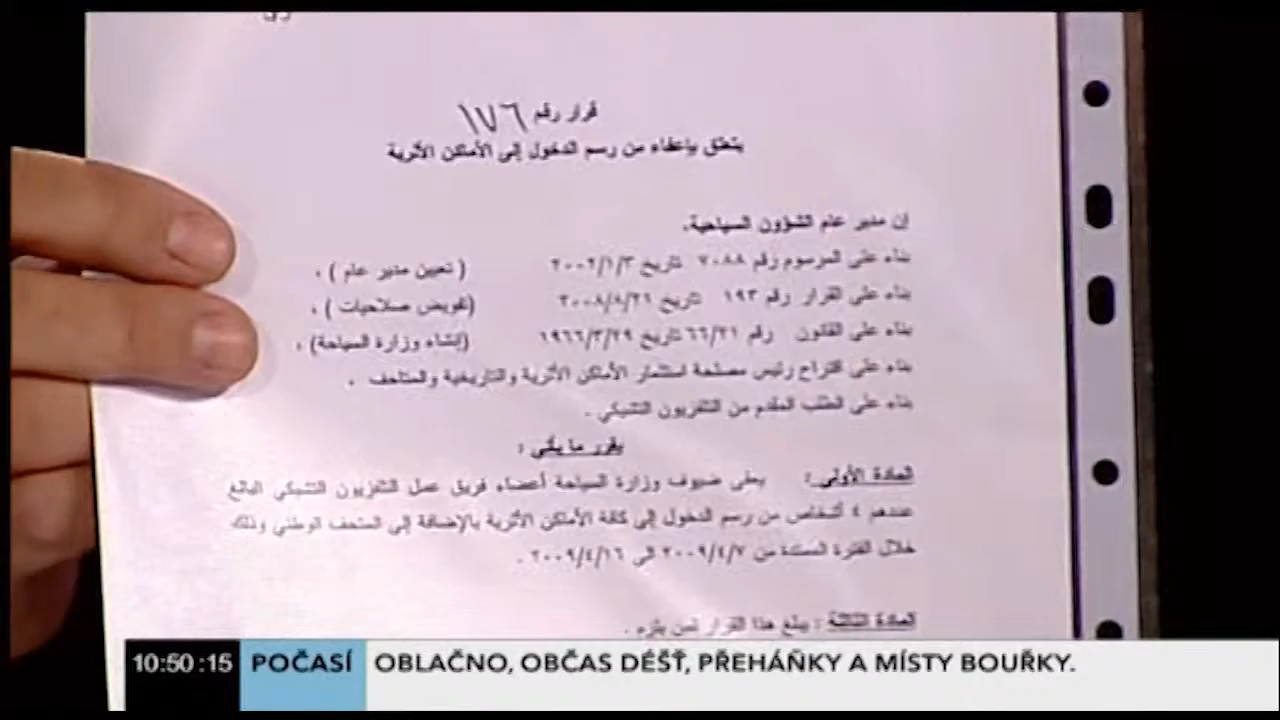 قرار رقم ١٧٦
يتعلق بإعفاء من رسم الدخول إلى الأماكن الأثرية
إن مدير عام الشؤون السياحية،
بناء على المرسوم رقم ٧٠٨٨ تاريخ ٢٠٠٢/١/٣ (تعيين مدير عام) ،
بناء على القرار رقم ١٩٣ تاريخ ٢٠٠٨/٨/٢٦ (تفويض صلاحيات) ،
بناء على القانون رقم ٦٦/٢١ تاريخ ١٩٦٦/٣/٢٩ (إنشاء وزارة السياحة) ،
بناء على اقتراح رئيس مصلحة استثمار الأماكن الأثرية والتاريخية والمتاحف .
بناء على الطلب المقدم من التلفزيون التشيكي .
يقرر ما يأتي :
المادة الأولى : يعفى ضيوف وزارة السياحة أعضاء فريق عمل التلفزيون التشيكي البالغ
عددهم ٤ أشخاص من رسم الدخول إلى كافة الأماكن الأثرية بالإضافة إلى المتحف الوطني وذلك
خلال الفترة الممتدة من ٢٠٠٩/٤/٧ الى ٢٠٠٩/٤/١٦ .
المادة الثالثة : يبلغ هذا القرار لمن يلزم .
10:50:15 POČASÍ OBLAČNO, OBČAS DÉŠŤ, PŘEHÁŇKY A MÍSTY BOUŘKY.